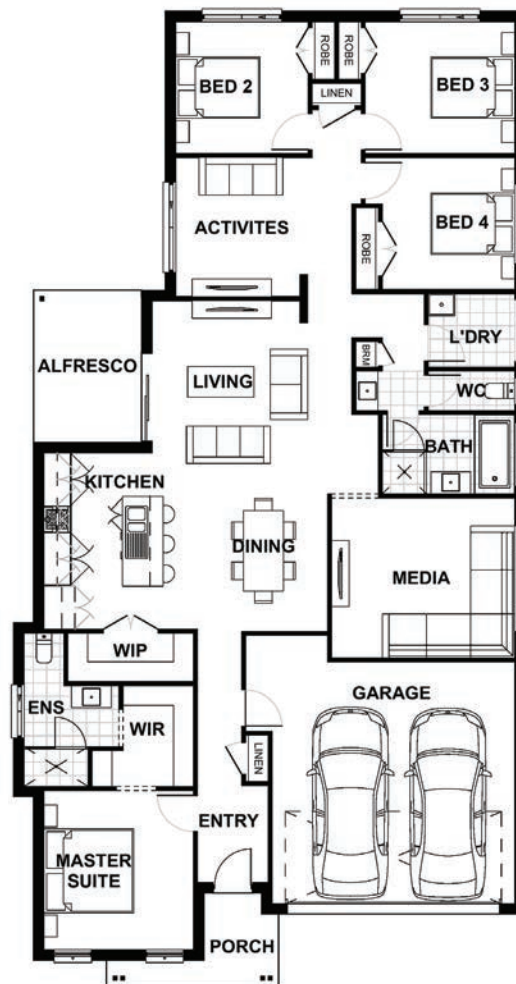 ROBE
ROBE
BED 2
BED 3
LINEN
ACTIVITES
BED 4
ROBE
ALFRESCO
BRM
L'DRY
LIVING
WC
BATH
KITCHEN
DINING
MEDIA
WIP
GARAGE
ENS
WIR
LINEN
ENTRY
MASTER
SUITE
PORCH